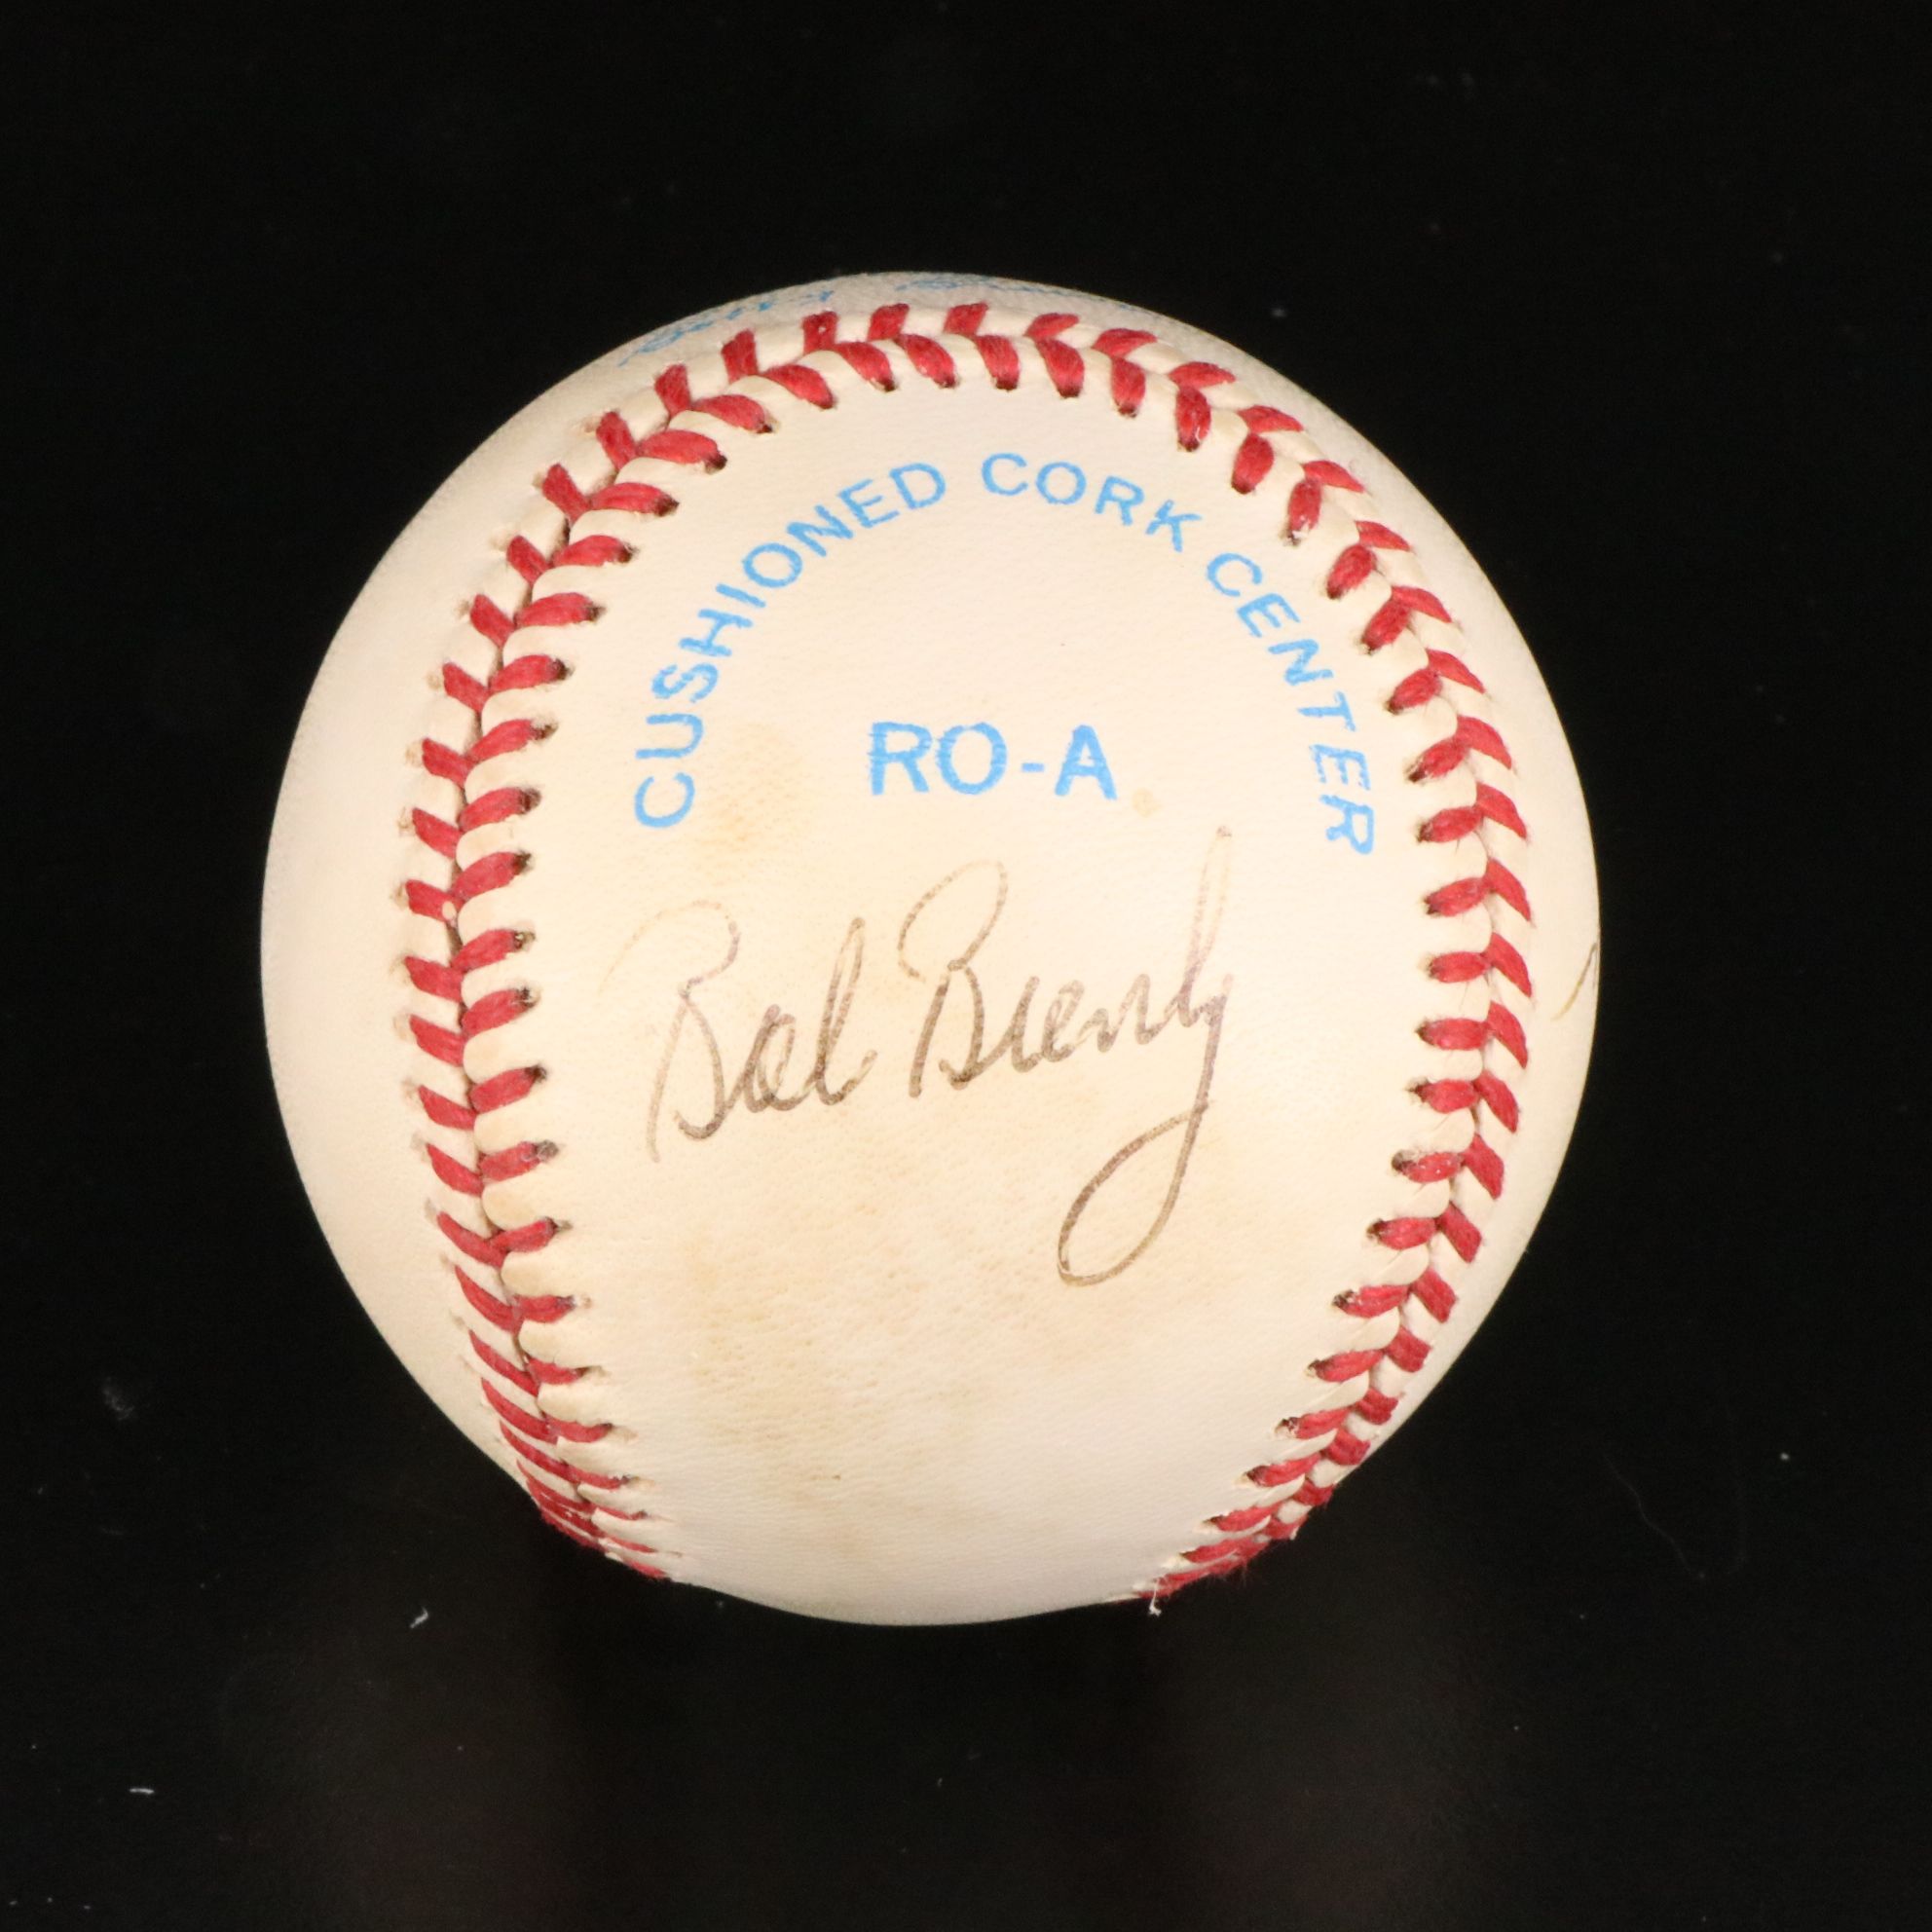 CUSHIONED CORK CENTER
RO-A
Bob Brenly